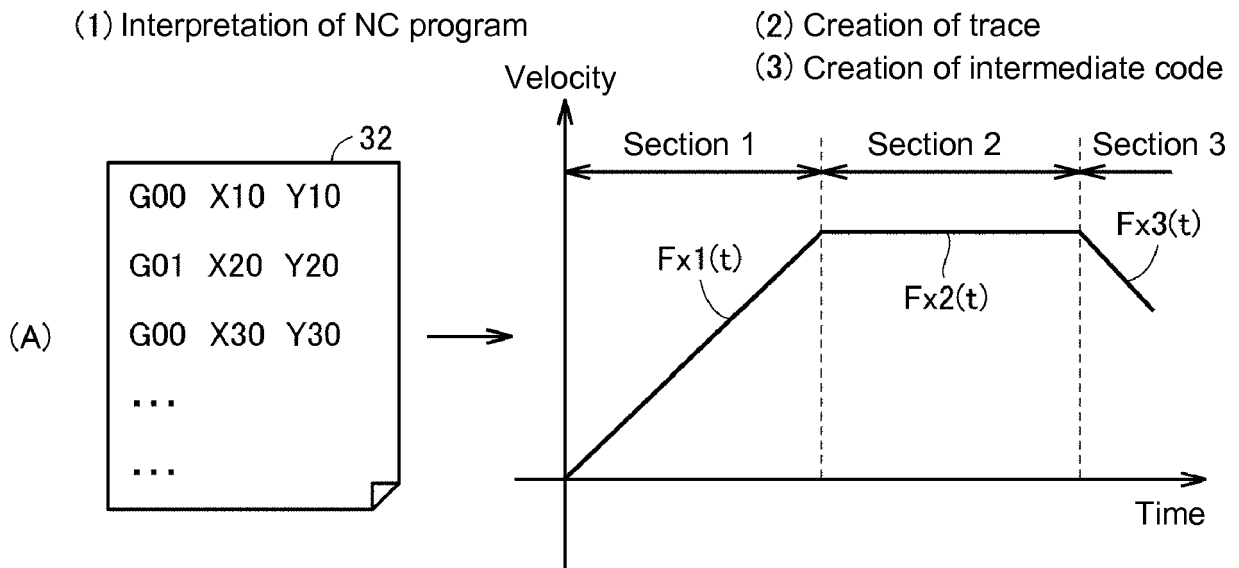 (1) Interpretation of NC program
(2) Creation of trace
(3) Creation of intermediate code
Velocity
32
Section 1
Section 2
Section 3
G00 X10 Y10
G01 X20 Y20
G00 X30 Y30
...
...
(A)
Fx1(t)
Fx2(t)
Fx3(t)
Time